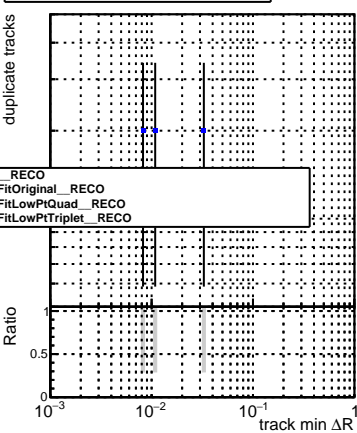 duplicate tracks
__RECO
FitOriginal__RECO
FitLowPtQuad__RECO
FitLowPtTriplet__RECO
Ratio
1
0.5
0
10⁻³ 10⁻² 10⁻¹ 1
track min ΔR